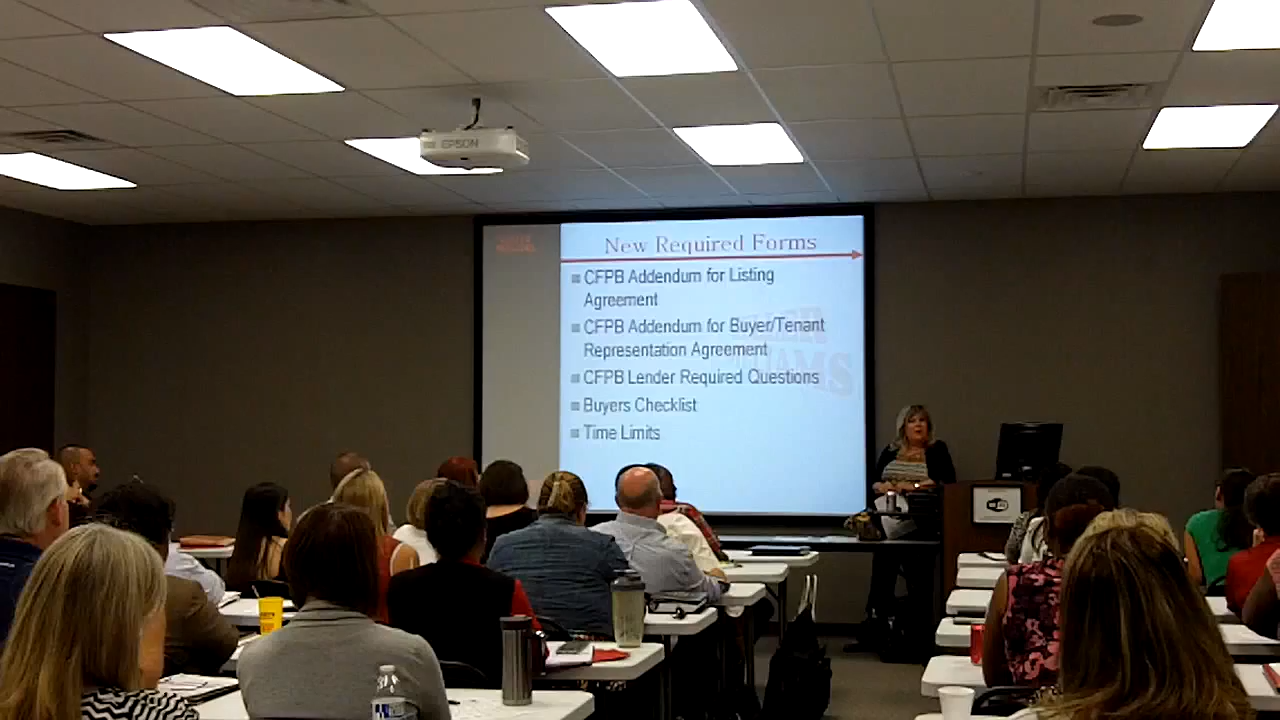 EPSON
New Required Forms
CFPB Addendum for Listing
Agreement
CFPB Addendum for Buyer/Tenant
Representation Agreement
CFPB Lender Required Questions
Buyers Checklist
Time Limits